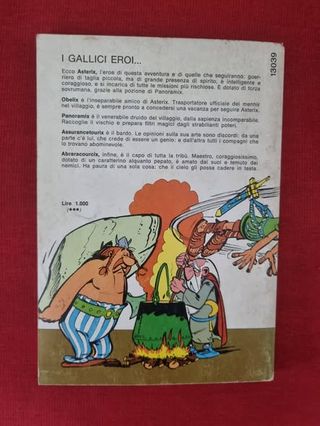 I GALLICI EROI...
13039
Ecco Asterix, l'eroe di questa avventura e di quelle che seguiranno: guer-
riero di taglia piccola, ma di grande presenza di spirito, è intelligente e
coraggioso, e si incarica di tutte le missioni più rischiose. È dotato di forza
sovrumana, grazie alla pozione di Panoramix.
Obelix è l'inseparabile amico di Asterix. Trasportatore ufficiale dei menhir
nel villaggio, è sempre pronto a concedersi una vacanza per seguire Asterix.
Panoramix è il venerabile druido del villaggio, dalla sapienza incomparabile.
Raccoglie il vischio e prepara filtri magici dagli strabilianti poteri.
Assurancetourix è il bardo. Le opinioni sulla sua arte sono discordi: da una
parte c'è lui, che crede di essere un genio; e dall'altra tutti i compagni che
lo trovano abominevole.
Abraracourcix, infine, è il capo di tutta la tribù. Maestro, coraggiosissimo,
dotato di un caratterino alquanto pepato, è amato dai suoi e temuto dai
nemici. Ha paura di una sola cosa: che il cielo gli possa cadere in testa.
Lire 1.000
(***)